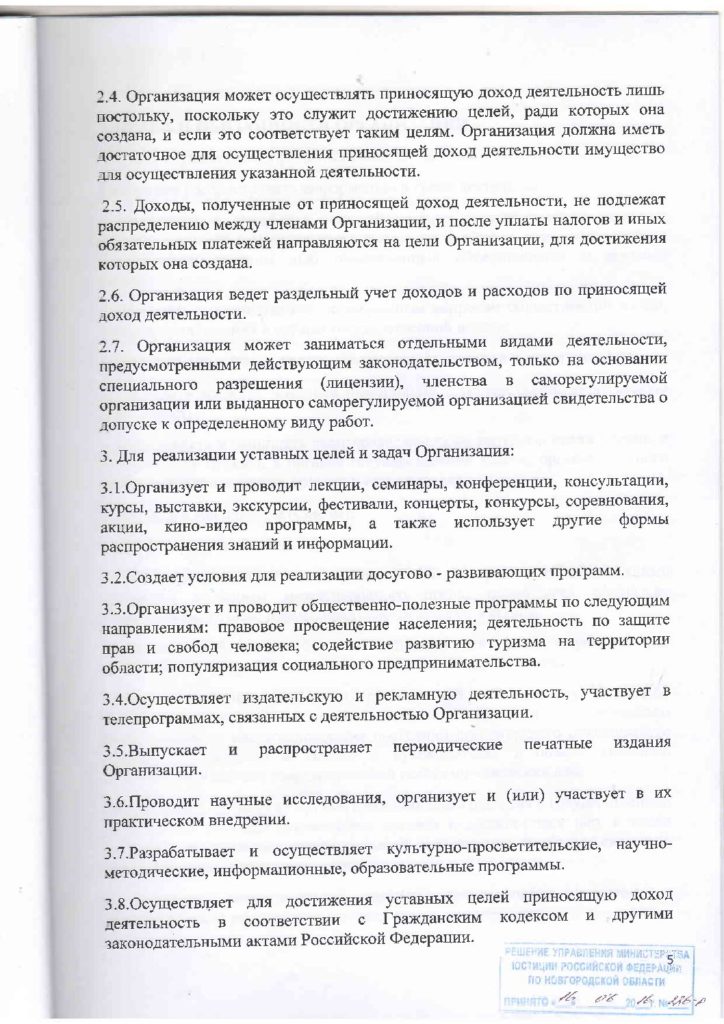 2.4. Организация может осуществлять приносящую доход деятельность лишь
постольку, поскольку это служит достижению целей, ради которых она
создана, и если это соответствует таким целям. Организация должна иметь
достаточное для осуществления приносящей доход деятельности имущество
для осуществления указанной деятельности.
2.5. Доходы, полученные от приносящей доход деятельности, не подлежат
распределению между членами Организации, и после уплаты налогов и иных
обязательных платежей направляются на цели Организации, для достижения
которых она создана.
2.6. Организация ведет раздельный учет доходов и расходов по приносящей
доход деятельности.
2.7. Организация может заниматься отдельными видами деятельности,
предусмотренными действующим законодательством, только на основании
специального разрешения (лицензии), членства в саморегулируемой
организации или выданного саморегулируемой организацией свидетельства о
допуске к определенному виду работ.
3. Для реализации уставных целей и задач Организация:
3.1.Организует и проводит лекции, семинары, конференции, консультации,
курсы, выставки, экскурсии, фестивали, концерты, конкурсы, соревнования,
акции, кино-видео программы, а также использует другие формы
распространения знаний и информации.
3.2.Создает условия для реализации досугово - развивающих программ.
3.3.Организует и проводит общественно-полезные программы по следующим
направлениям: правовое просвещение населения; деятельность по защите
прав и свобод человека; содействие развитию туризма на территории
области; популяризация социального предпринимательства.
3.4.Осуществляет издательскую и рекламную деятельность, участвует в
телепрограммах, связанных с деятельностью Организации.
3.5.Выпускает и распространяет периодические печатные издания
Организации.
3.6.Проводит научные исследования, организует и (или) участвует в их
практическом внедрении.
3.7.Разрабатывает и осуществляет культурно-просветительские, научно-
методические, информационные, образовательные программы.
3.8.Осуществляет для достижения уставных целей приносящую доход
деятельность в соответствии с Гражданским кодексом и другими
законодательными актами Российской Федерации.
5
РЕШЕНИЕ УПРАВЛЕНИЯ МИНИСТЕРСТВА
ЮСТИЦИИ РОССИЙСКОЙ ФЕДЕРАЦИИ
ПО НОВГОРОДСКОЙ ОБЛАСТИ
ПРИНЯТО « 16 » 20 16 г. №